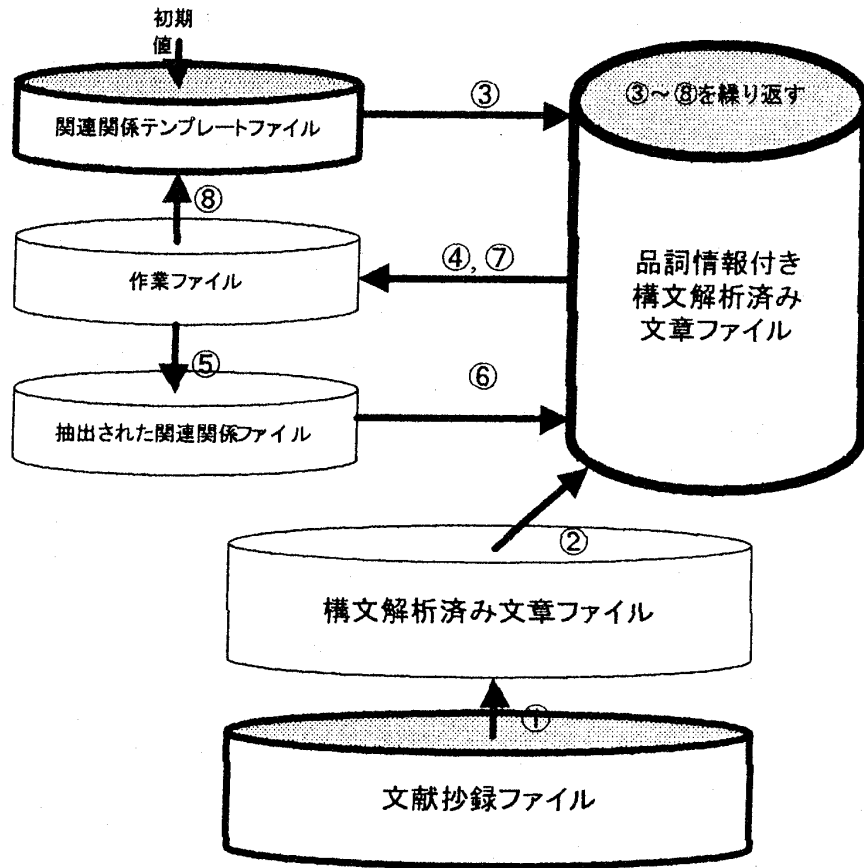 初期
値
関連関係テンプレートファイル
③
③～⑧を繰り返す
⑧
作業ファイル
④, ⑦
品詞情報付き
構文解析済み
文章ファイル
⑤
抽出された関連関係ファイル
⑥
②
構文解析済み文章ファイル
①
文献抄録ファイル